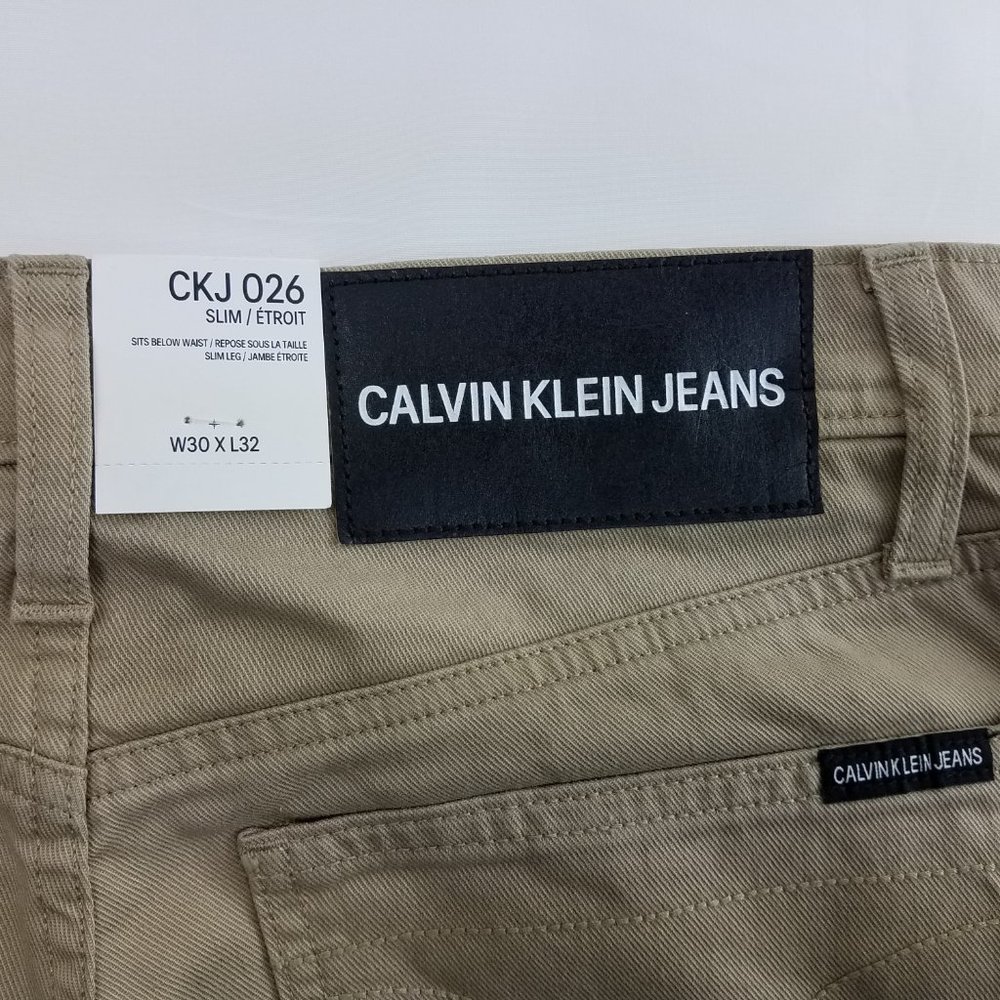 CKJ 026
SLIM / ÉTROIT
SITS BELOW WAIST / REPOSE SOUS LA TAILLE
SLIM LEG / JAMBE ÉTROITE
W30 X L32
CALVIN KLEIN JEANS
CALVIN KLEIN JEANS